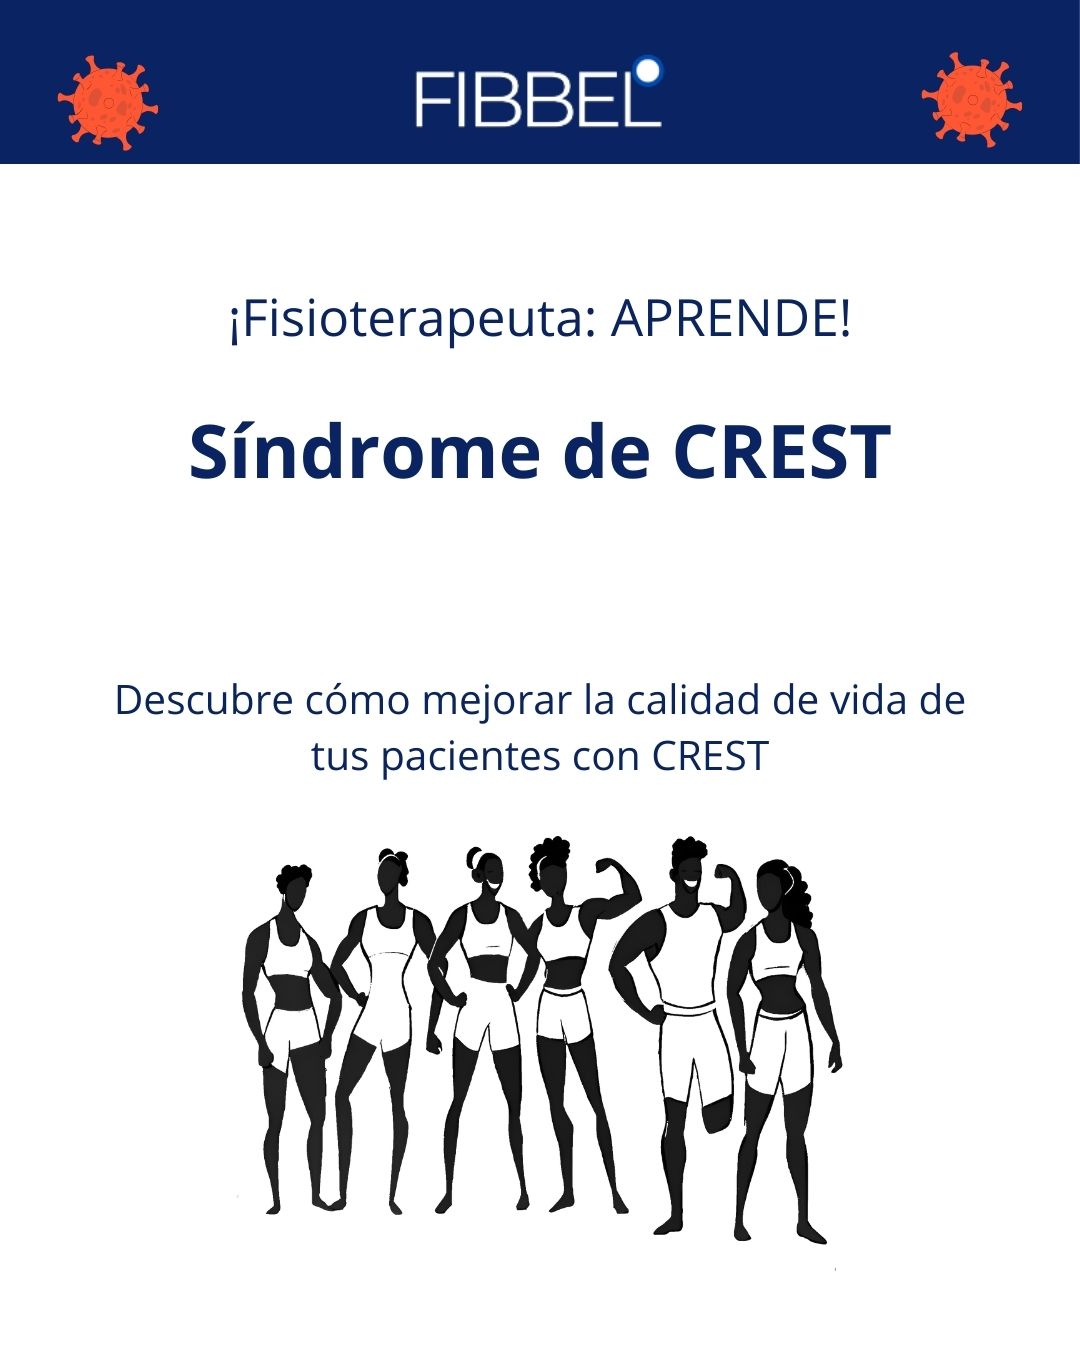 FIBBEL
¡Fisioterapeuta: APRENDE!
Síndrome de CREST
Descubre cómo mejorar la calidad de vida de
tus pacientes con CREST